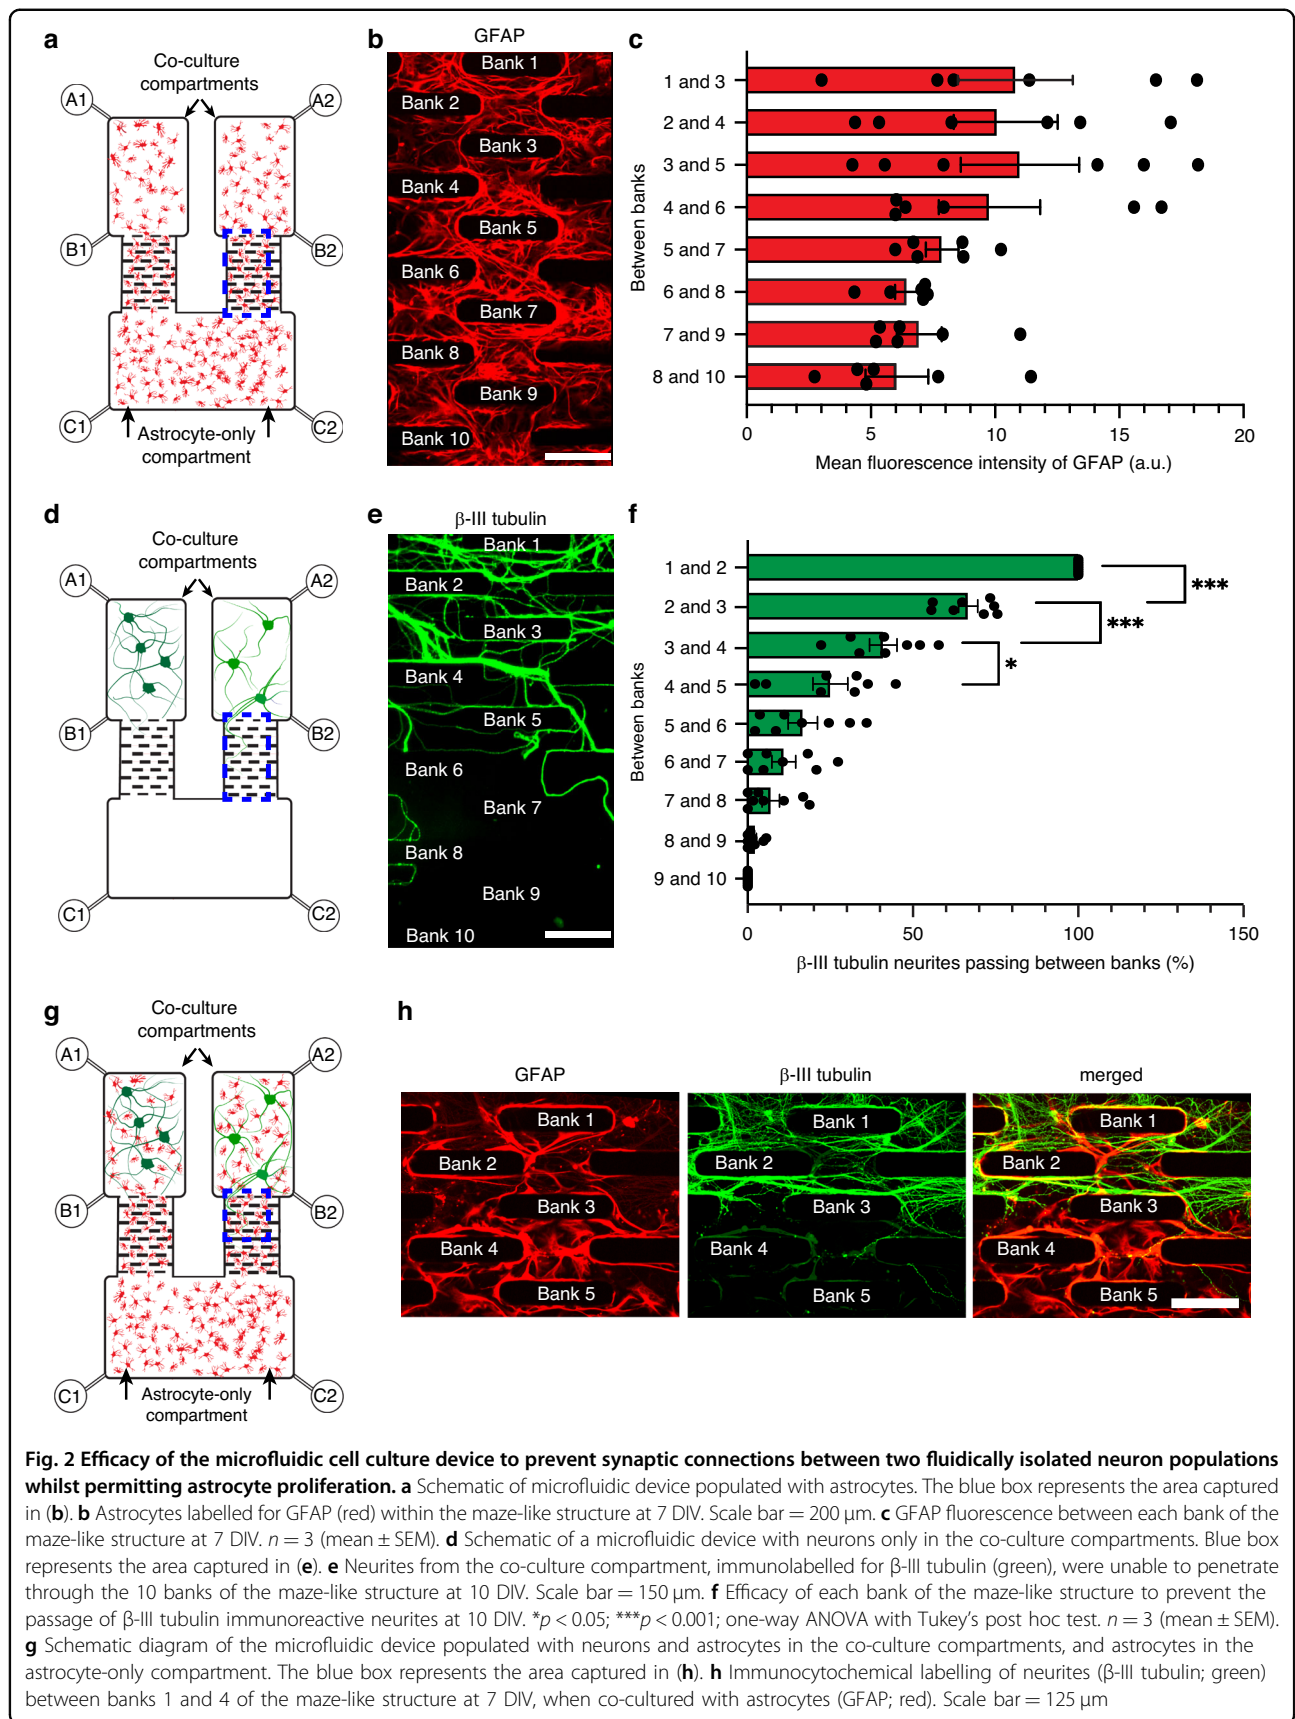 a
Co-culture
compartments
A1
A2
B1
B2
C1
C2
Astrocyte-only
compartment
b
GFAP
Bank 1
Bank 2
Bank 3
Bank 4
Bank 5
Bank 6
Bank 7
Bank 8
Bank 9
Bank 10
c
Between banks
1 and 3
2 and 4
3 and 5
4 and 6
5 and 7
6 and 8
7 and 9
8 and 10
0 5 10 15 20
Mean fluorescence intensity of GFAP (a.u.)
d
Co-culture
compartments
A1
A2
B1
B2
C1
C2
e
β-III tubulin
Bank 1
Bank 2
Bank 3
Bank 4
Bank 5
Bank 6
Bank 7
Bank 8
Bank 9
Bank 10
f
Between banks
1 and 2
2 and 3
3 and 4
4 and 5
5 and 6
6 and 7
7 and 8
8 and 9
9 and 10
***
***
*
0 50 100 150
β-III tubulin neurites passing between banks (%)
g
Co-culture
compartments
A1
A2
B1
B2
C1
C2
Astrocyte-only
compartment
h
GFAP
Bank 1
Bank 2
Bank 3
Bank 4
Bank 5
β-III tubulin
Bank 1
Bank 2
Bank 3
Bank 4
Bank 5
merged
Bank 1
Bank 2
Bank 3
Bank 4
Bank 5
Fig. 2 Efficacy of the microfluidic cell culture device to prevent synaptic connections between two fluidically isolated neuron populations
whilst permitting astrocyte proliferation. a Schematic of microfluidic device populated with astrocytes. The blue box represents the area captured
in (b). b Astrocytes labelled for GFAP (red) within the maze-like structure at 7 DIV. Scale bar = 200 µm. c GFAP fluorescence between each bank of the
maze-like structure at 7 DIV. n = 3 (mean ± SEM). d Schematic of a microfluidic device with neurons only in the co-culture compartments. Blue box
represents the area captured in (e). e Neurites from the co-culture compartment, immunolabelled for β-III tubulin (green), were unable to penetrate
through the 10 banks of the maze-like structure at 10 DIV. Scale bar = 150 µm. f Efficacy of each bank of the maze-like structure to prevent the
passage of β-III tubulin immunoreactive neurites at 10 DIV. *p < 0.05; ***p < 0.001; one-way ANOVA with Tukey's post hoc test. n = 3 (mean ± SEM).
g Schematic diagram of the microfluidic device populated with neurons and astrocytes in the co-culture compartments, and astrocytes in the
astrocyte-only compartment. The blue box represents the area captured in (h). h Immunocytochemical labelling of neurites (β-III tubulin; green)
between banks 1 and 4 of the maze-like structure at 7 DIV, when co-cultured with astrocytes (GFAP; red). Scale bar = 125 µm